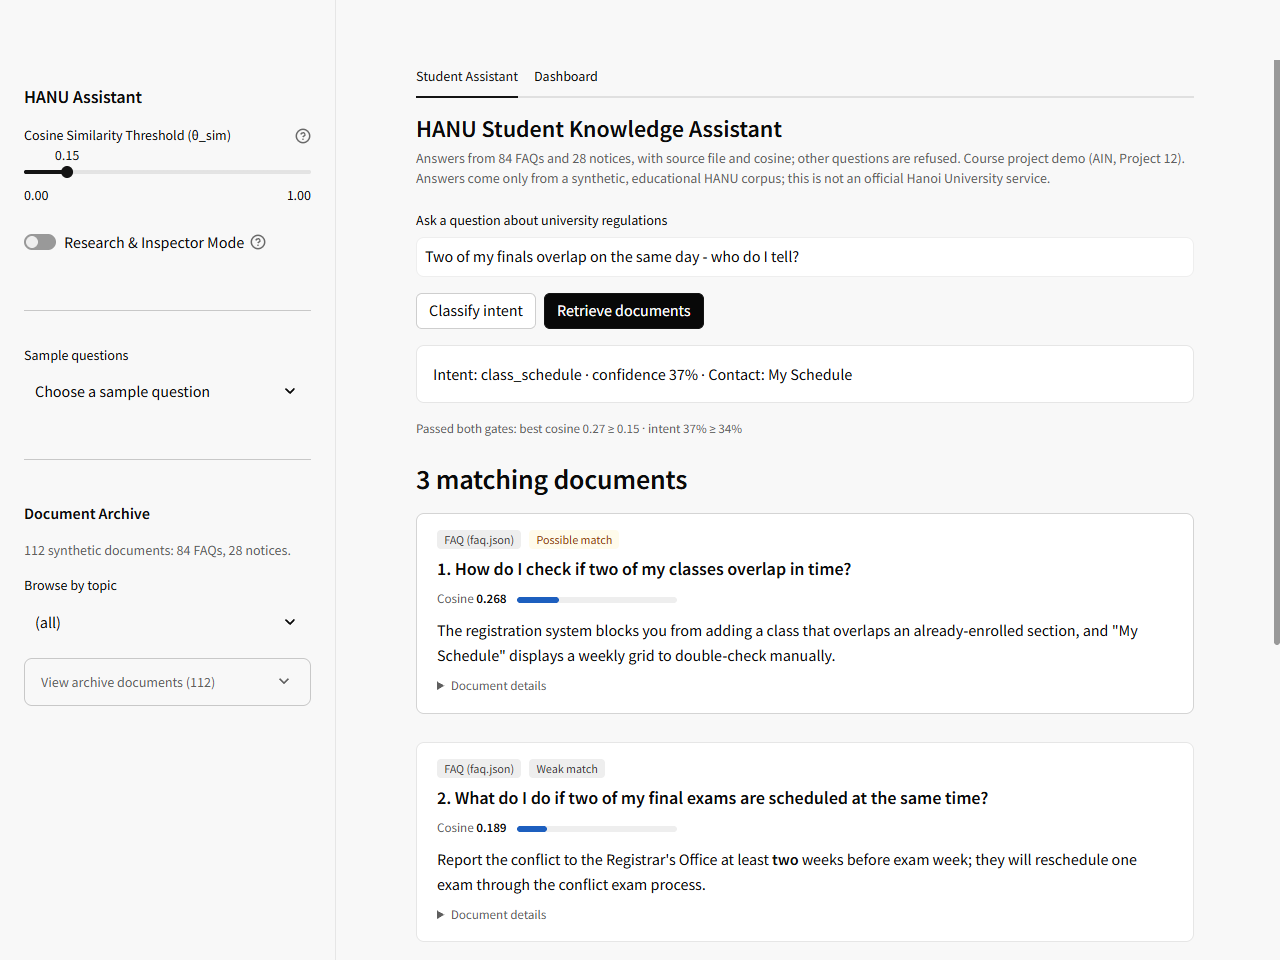 HANU Assistant
Cosine Similarity Threshold (θ_sim)
0.15
0.00 1.00
Research & Inspector Mode
Sample questions
Choose a sample question
Document Archive
112 synthetic documents: 84 FAQs, 28 notices.
Browse by topic
(all)
View archive documents (112)
Student Assistant Dashboard
HANU Student Knowledge Assistant
Answers from 84 FAQs and 28 notices, with source file and cosine; other questions are refused. Course project demo (AIN, Project 12).
Answers come only from a synthetic, educational HANU corpus; this is not an official Hanoi University service.
Ask a question about university regulations
Two of my finals overlap on the same day - who do I tell?
Classify intent Retrieve documents
Intent: class_schedule · confidence 37% · Contact: My Schedule
Passed both gates: best cosine 0.27 ≥ 0.15 · intent 37% ≥ 34%
3 matching documents
FAQ (faq.json) Possible match
1. How do I check if two of my classes overlap in time?
Cosine 0.268
The registration system blocks you from adding a class that overlaps an already-enrolled section, and "My
Schedule" displays a weekly grid to double-check manually.
Document details
FAQ (faq.json) Weak match
2. What do I do if two of my final exams are scheduled at the same time?
Cosine 0.189
Report the conflict to the Registrar's Office at least two weeks before exam week; they will reschedule one
exam through the conflict exam process.
Document details